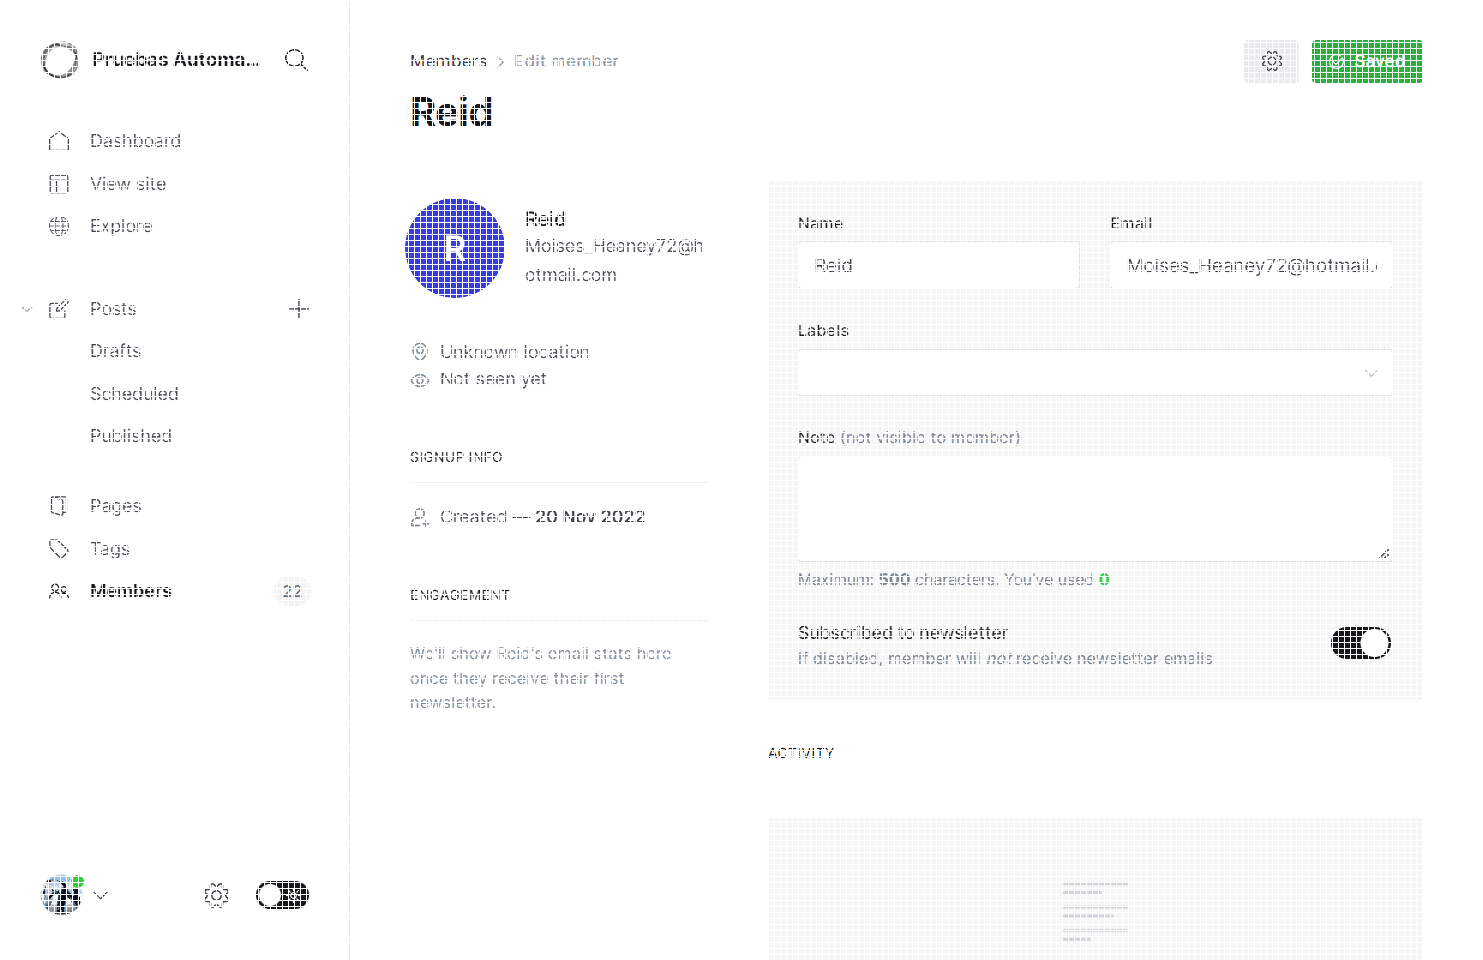 Pruebas Automa...
Dashboard
View site
Explore
Posts
Drafts
Scheduled
Published
Pages
Tags
Members
22
Members > Edit member
Saved
Reid
R
Reid
Moises_Heaney72@h
otmail.com
Unknown location
Not seen yet
SIGNUP INFO
Created — 20 Nov 2022
ENGAGEMENT
We'll show Reid's email stats here
once they receive their first
newsletter.
Name
Email
Reid
Moises_Heaney72@hotmail.
Labels
Note (not visible to member)
Maximum: 500 characters. You've used 0
Subscribed to newsletter
If disabled, member will not receive newsletter emails
ACTIVITY